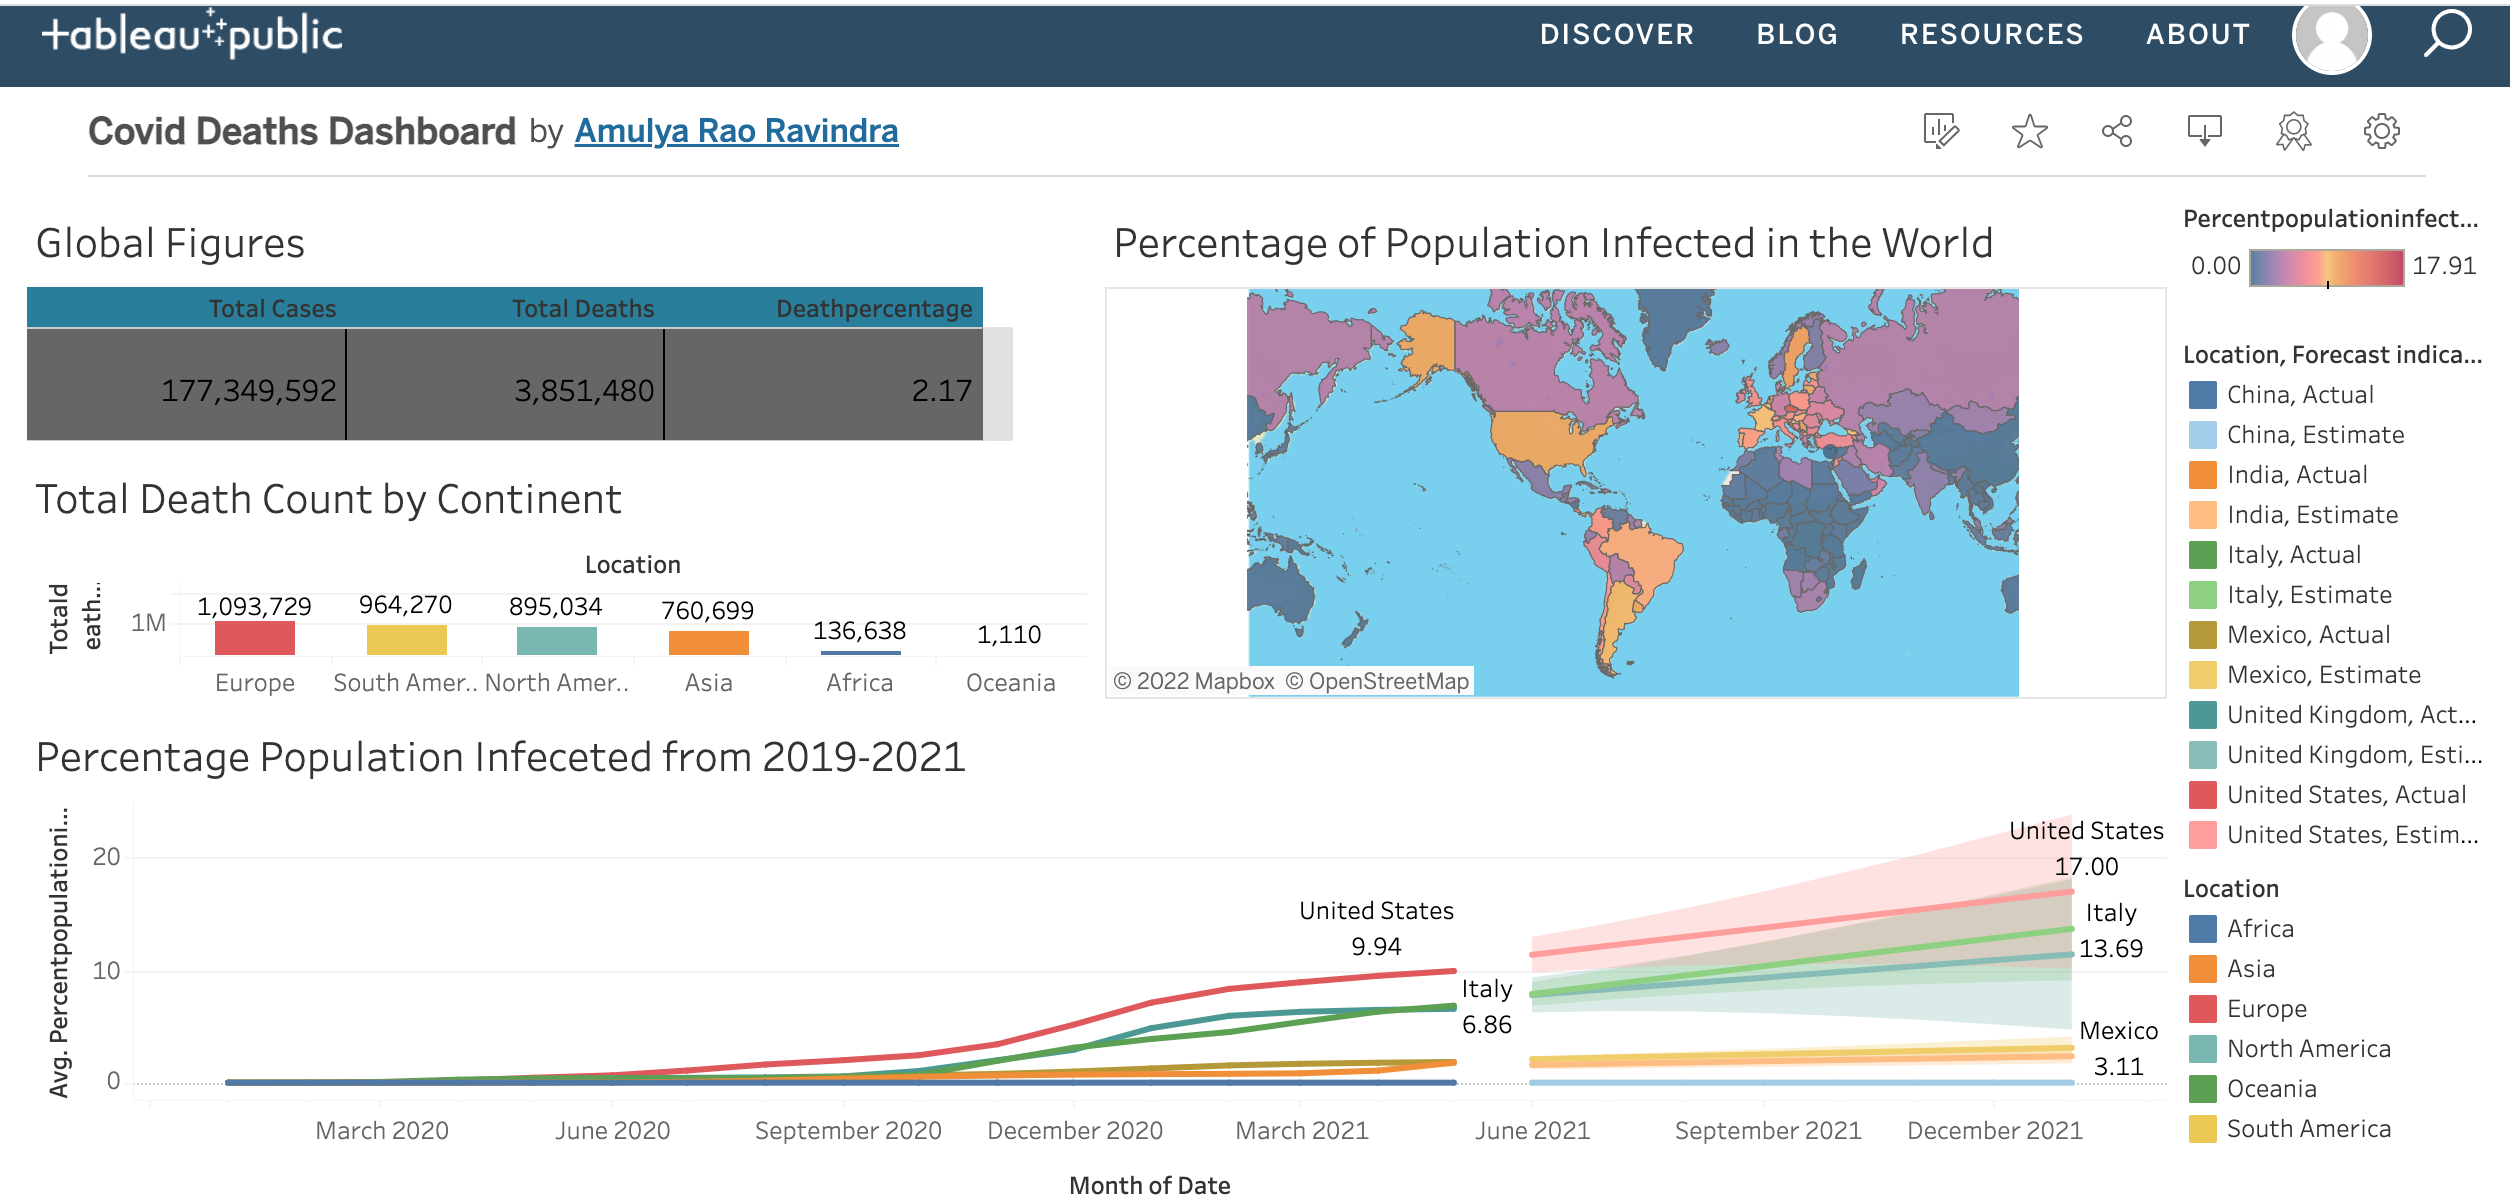 tableau public
DISCOVER BLOG RESOURCES ABOUT
Covid Deaths Dashboard by Amulya Rao Ravindra
Global Figures
Total Cases Total Deaths Deathpercentage
177,349,592 3,851,480 2.17
Total Death Count by Continent
Location
Totald
eath..
1M
1,093,729 964,270 895,034 760,699 136,638 1,110
Europe South Amer.. North Amer.. Asia Africa Oceania
Percentage of Population Infected in the World
© 2022 Mapbox © OpenStreetMap
Percentpopulationinfect...
0.00 17.91
Location, Forecast indica...
China, Actual
China, Estimate
India, Actual
India, Estimate
Italy, Actual
Italy, Estimate
Mexico, Actual
Mexico, Estimate
United Kingdom, Act...
United Kingdom, Esti...
United States, Actual
United States, Estim...
Location
Africa
Asia
Europe
North America
Oceania
South America
Percentage Population Infeceted from 2019-2021
Avg. Percentpopulationi...
20
10
0
United States
9.94
Italy
6.86
United States
17.00
Italy
13.69
Mexico
3.11
March 2020 June 2020 September 2020 December 2020 March 2021 June 2021 September 2021 December 2021
Month of Date